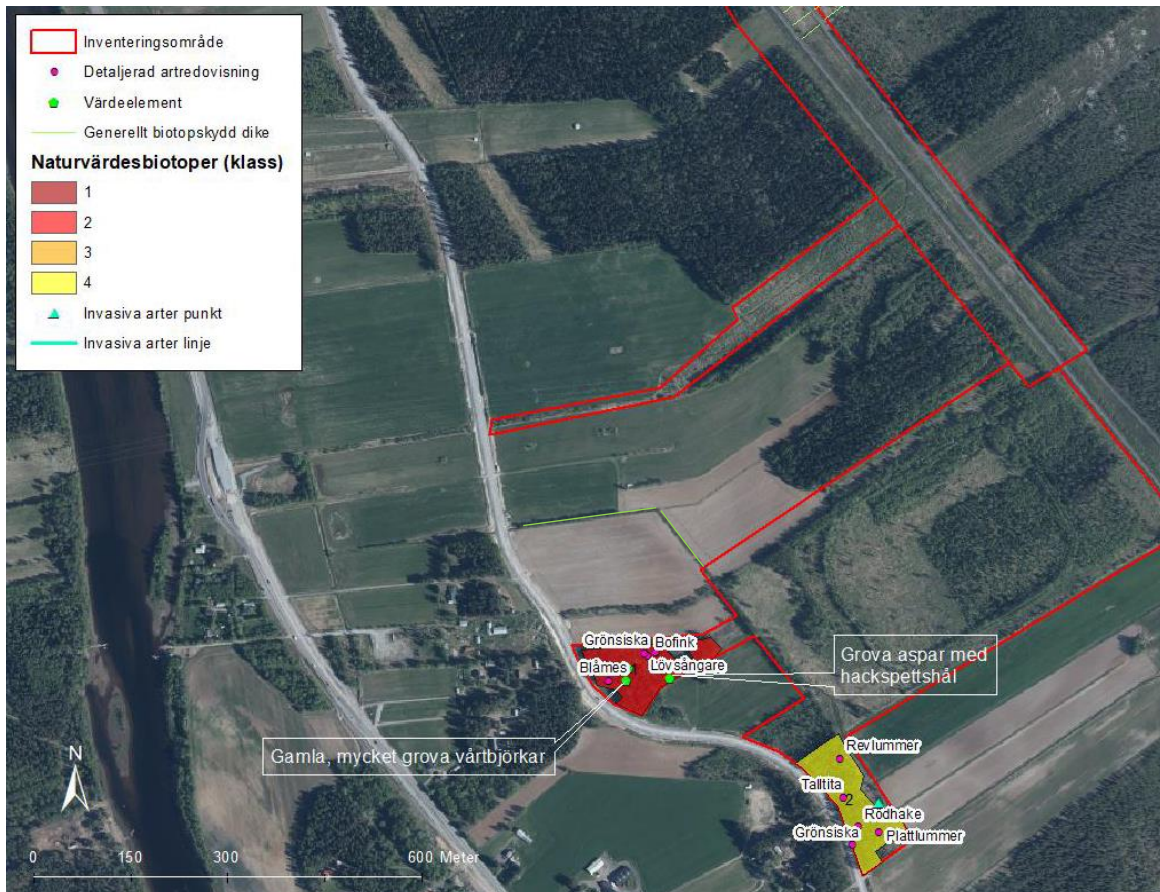 Inventeringsområde
Detaljerad artredovisning
Värdeelement
Generellt biotopskydd dike
Naturvärdesbiotoper (klass)
1
2
3
4
Invasiva arter punkt
Invasiva arter linje
Grönsiska
Bofink
Blåmes
Lövsångare
Grova aspar med
hackspettshål
Gamla, mycket grova vårtbjörkar
Revlummer
Talltita
2
Rödhake
Grönsiska
Plattlummer
N
0 150 300 600 Meter